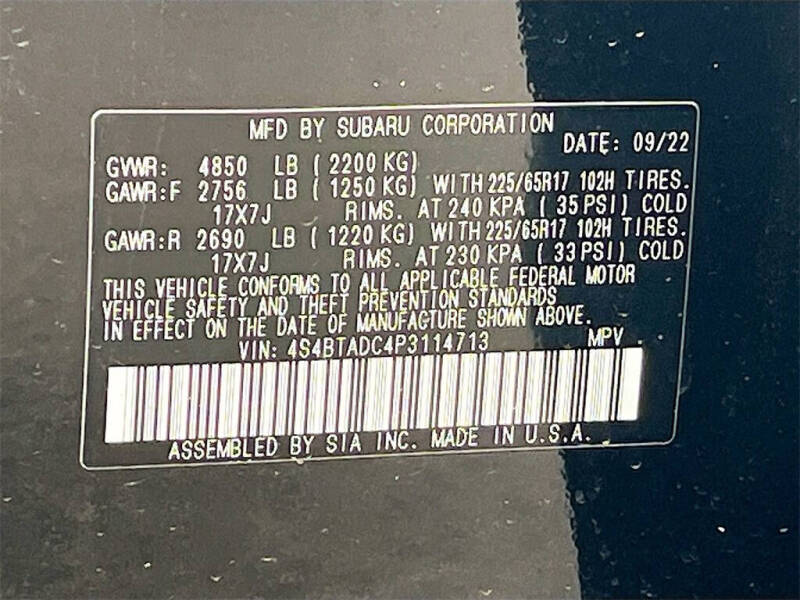 MFD BY SUBARU CORPORATION
DATE: 09/22
GVWR: 4850 LB ( 2200 KG)
GAWR:F 2756 LB ( 1250 KG) WITH 225/65R17 102H TIRES.
17X7J RIMS. AT 240 KPA ( 35 PSI) COLD
GAWR:R 2690 LB ( 1220 KG) WITH 225/65R17 102H TIRES.
17X7J RIMS. AT 230 KPA ( 33 PSI) COLD
THIS VEHICLE CONFORMS TO ALL APPLICABLE FEDERAL MOTOR
VEHICLE SAFETY AND THEFT PREVENTION STANDARDS
IN EFFECT ON THE DATE OF MANUFACTURE SHOWN ABOVE.
VIN: 4S4BTADC4P3114713 MPV .
ASSEMBLED BY SIA INC. MADE IN U.S.A.